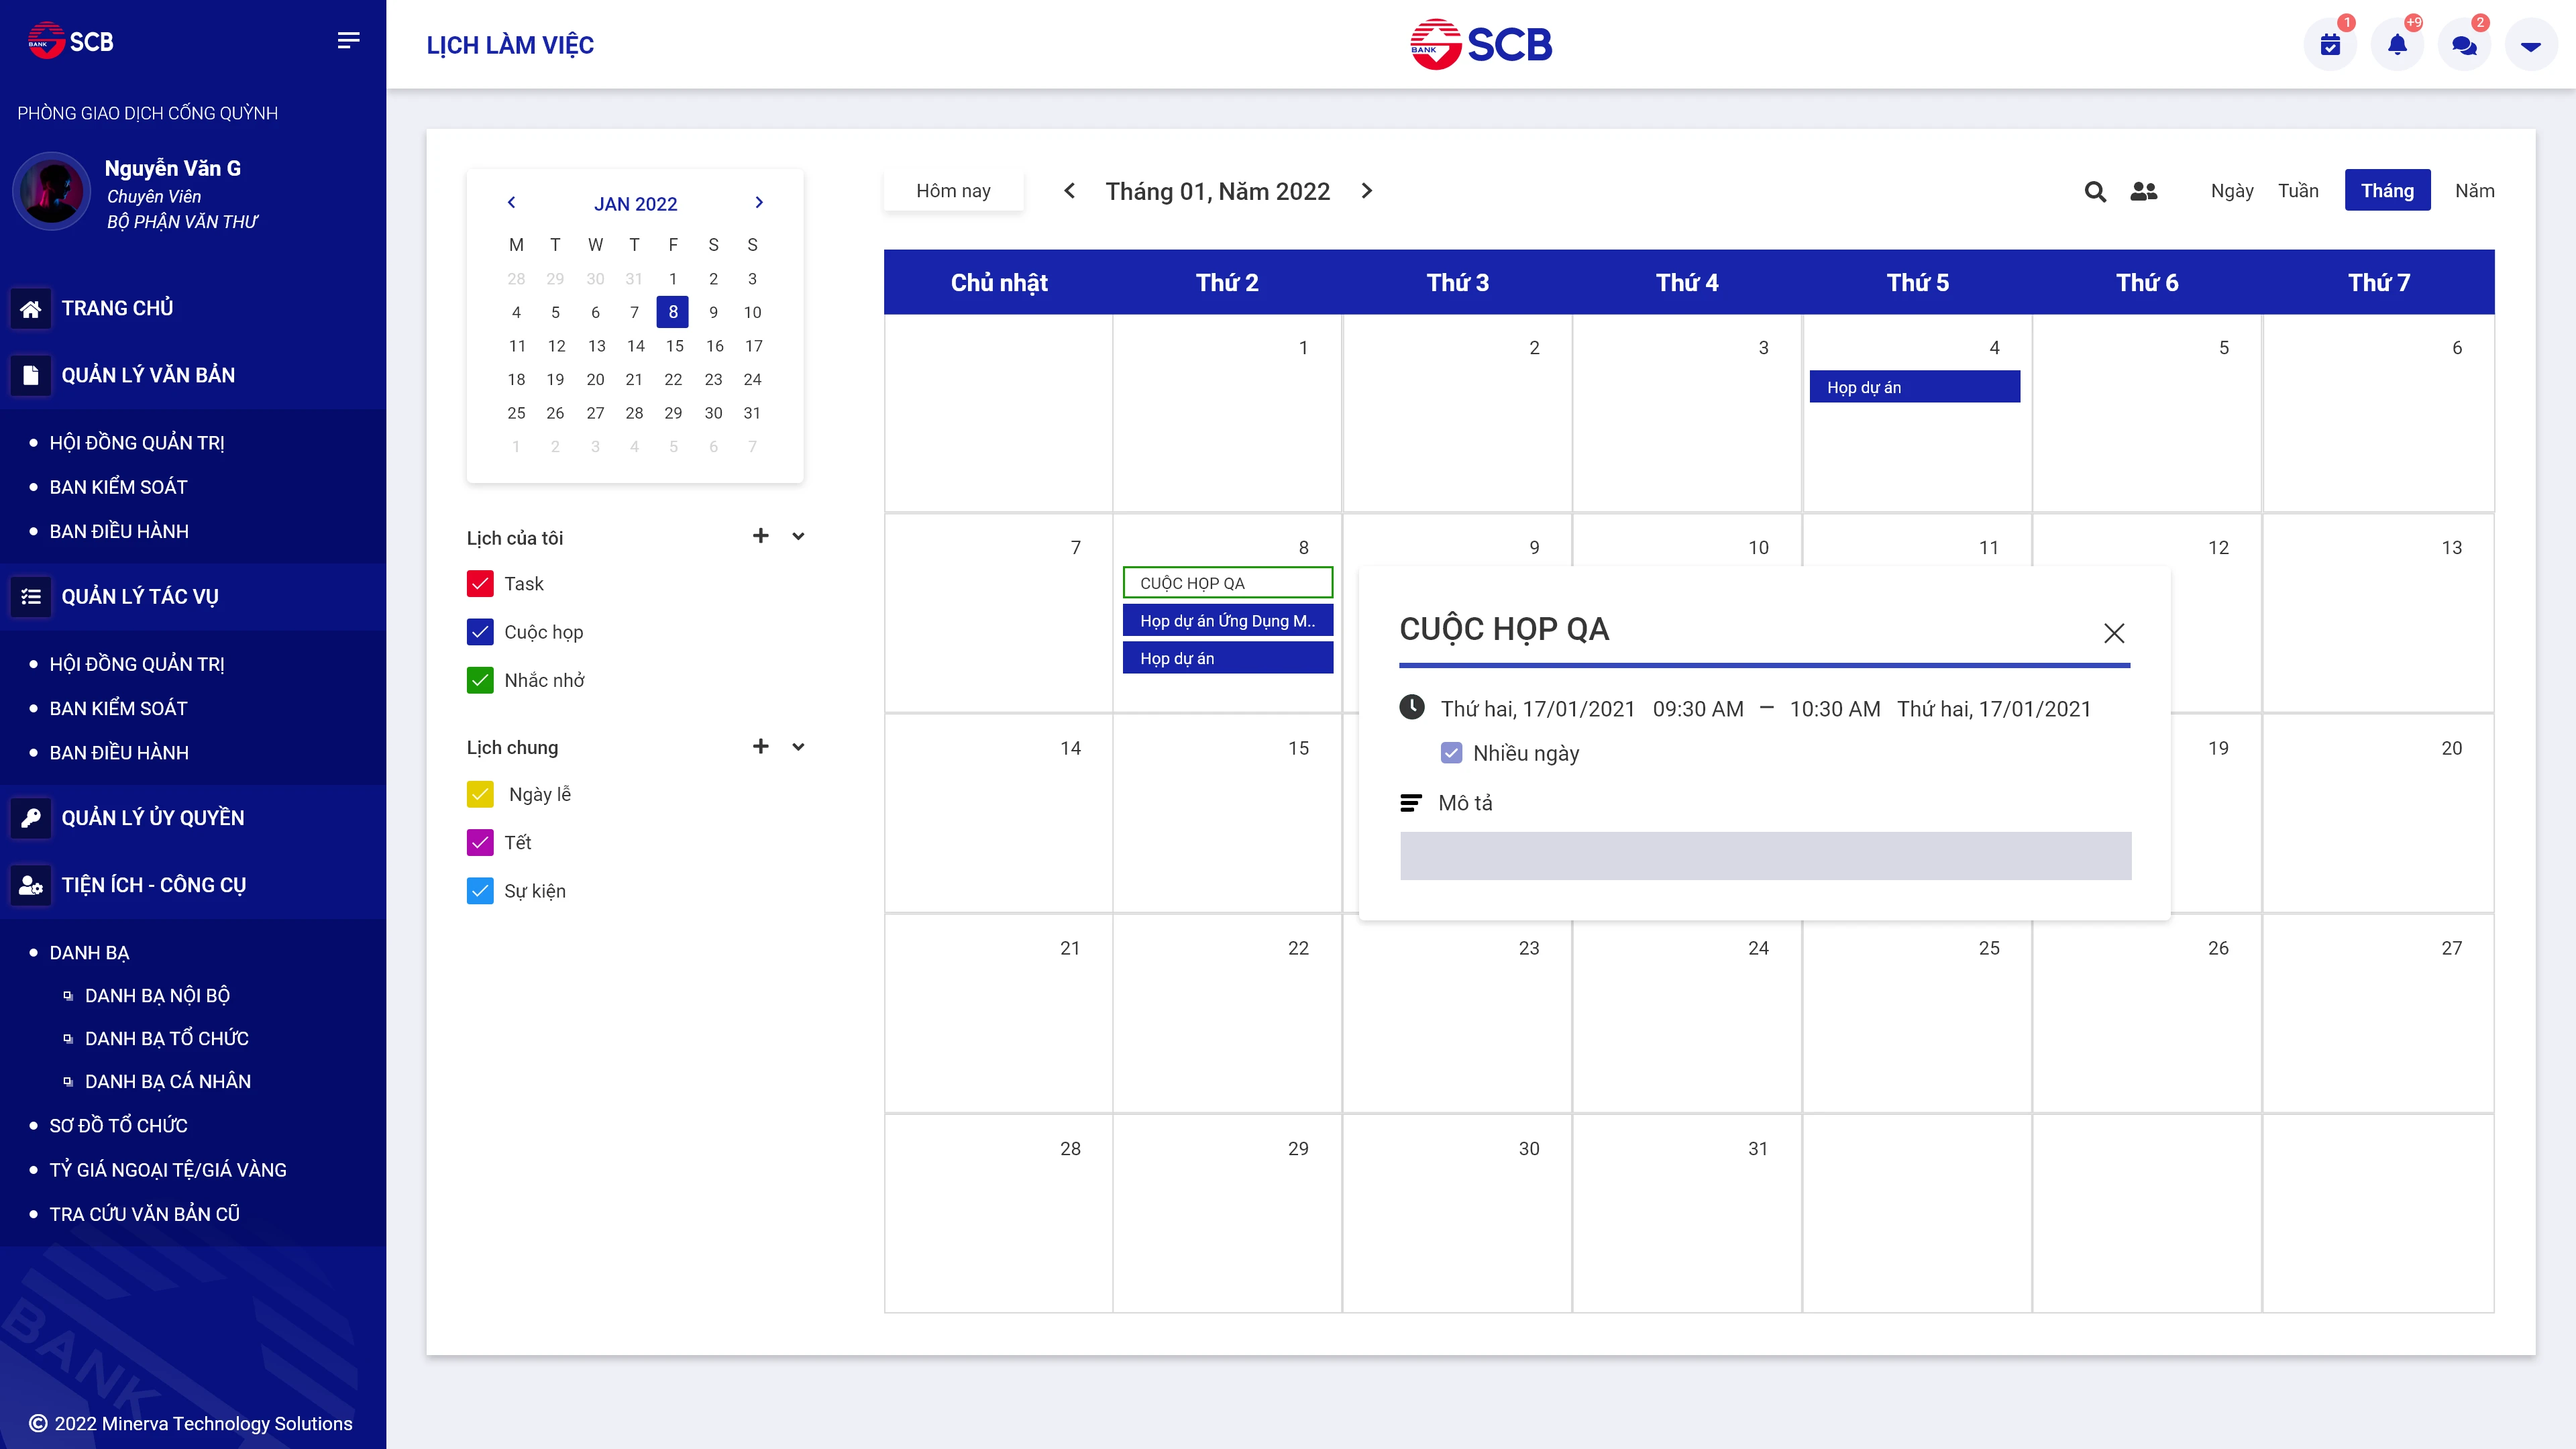 BANK SCB
PHÒNG GIAO DỊCH CỐNG QUỲNH
Nguyễn Văn G
Chuyên Viên
BỘ PHẬN VĂN THƯ
TRANG CHỦ
QUẢN LÝ VĂN BẢN
HỘI ĐỒNG QUẢN TRỊ
BAN KIỂM SOÁT
BAN ĐIỀU HÀNH
QUẢN LÝ TÁC VỤ
HỘI ĐỒNG QUẢN TRỊ
BAN KIỂM SOÁT
BAN ĐIỀU HÀNH
QUẢN LÝ ỦY QUYỀN
TIỆN ÍCH - CÔNG CỤ
DANH BẠ
DANH BẠ NỘI BỘ
DANH BẠ TỔ CHỨC
DANH BẠ CÁ NHÂN
SƠ ĐỒ TỔ CHỨC
TỶ GIÁ NGOẠI TỆ/GIÁ VÀNG
TRA CỨU VĂN BẢN CŨ
BANK
© 2022 Minerva Technology Solutions
LỊCH LÀM VIỆC
BANK SCB
1 +9 2
JAN 2022
M T W T F S S
28 29 30 31 1 2 3
4 5 6 7 8 9 10
11 12 13 14 15 16 17
18 19 20 21 22 23 24
25 26 27 28 29 30 31
1 2 3 4 5 6 7
Lịch của tôi
Task
Cuộc họp
Nhắc nhở
Lịch chung
Ngày lễ
Tết
Sự kiện
Hôm nay Tháng 01, Năm 2022 Ngày Tuần Tháng Năm
Chủ nhật Thứ 2 Thứ 3 Thứ 4 Thứ 5 Thứ 6 Thứ 7
1 2 3 4 5 6
Họp dự án
7 8 9 10 11 12 13
CUỘC HỌP QA
Họp dự án Ứng Dụng M..
Họp dự án
CUỘC HỌP QA
Thứ hai, 17/01/2021 09:30 AM – 10:30 AM Thứ hai, 17/01/2021
Nhiều ngày
Mô tả
14 15 19 20
21 22 23 24 25 26 27
28 29 30 31